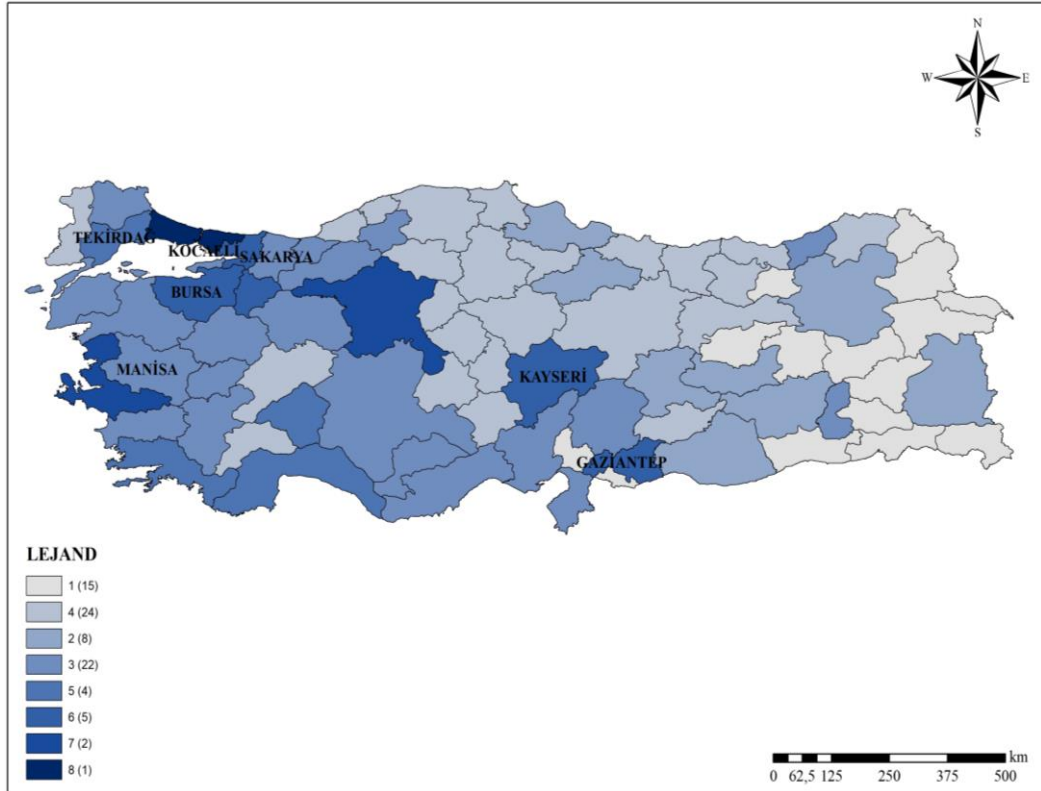 N
W E
S
TEKİRDAĞ
KOCAELİ
SAKARYA
BURSA
MANİSA
KAYSERİ
GAZİANTEP
LEJAND
1 (15)
4 (24)
2 (8)
3 (22)
5 (4)
6 (5)
7 (2)
8 (1)
km
0 62,5 125 250 375 500